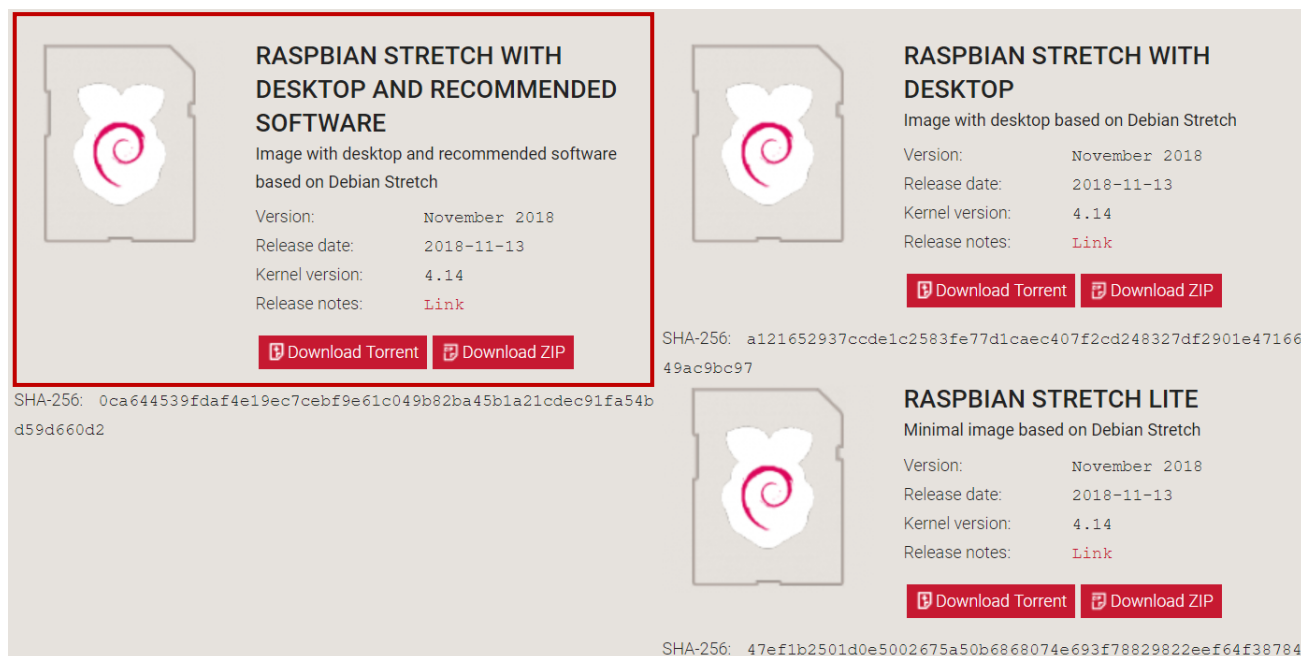 RASPBIAN STRETCH WITH
DESKTOP AND RECOMMENDED
SOFTWARE
Image with desktop and recommended software
based on Debian Stretch
Version: November 2018
Release date: 2018-11-13
Kernel version: 4.14
Release notes: Link
Download Torrent Download ZIP
SHA-256: 0ca644539fdaf4e19ec7cebf9e61c049b82ba45b1a21cdec91fa54b
d59d660d2
RASPBIAN STRETCH WITH
DESKTOP
Image with desktop based on Debian Stretch
Version: November 2018
Release date: 2018-11-13
Kernel version: 4.14
Release notes: Link
Download Torrent Download ZIP
SHA-256: a121652937ccde1c2583fe77d1caec407f2cd248327df2901e47166
49ac9bc97
RASPBIAN STRETCH LITE
Minimal image based on Debian Stretch
Version: November 2018
Release date: 2018-11-13
Kernel version: 4.14
Release notes: Link
Download Torrent Download ZIP
SHA-256: 47ef1b2501d0e5002675a50b6868074e693f78829822eef64f38784